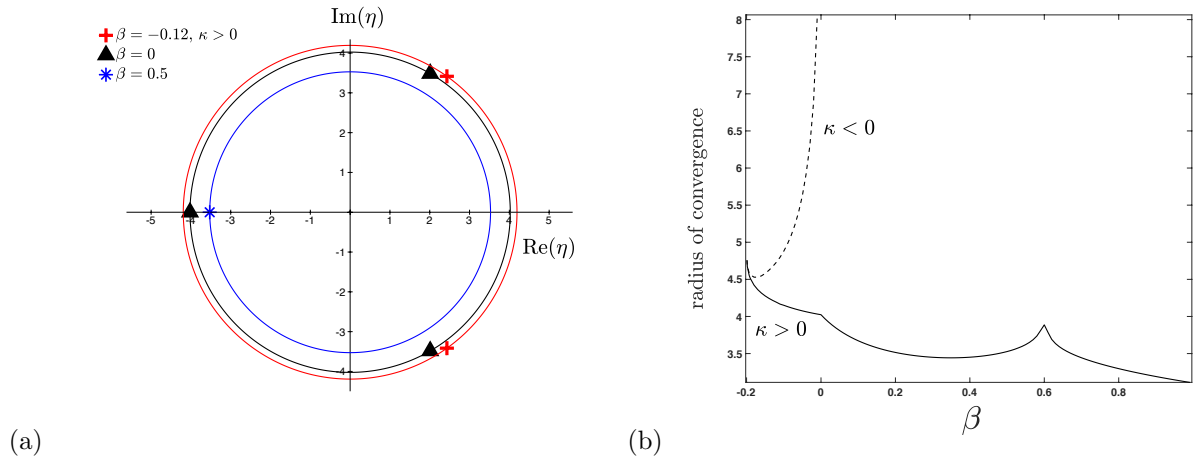 Im(η)
β = −0.12, κ > 0
β = 0
β = 0.5
4
3
2
1
-5 -4 -3 -2 -1 1 2 3 4 5
Re(η)
-1
-2
-3
-4
(a)
8
7.5
7
6.5
6
5.5
5
4.5
4
3.5
radius of convergence
κ < 0
κ > 0
-0.2 0 0.2 0.4 0.6 0.8
β
(b)